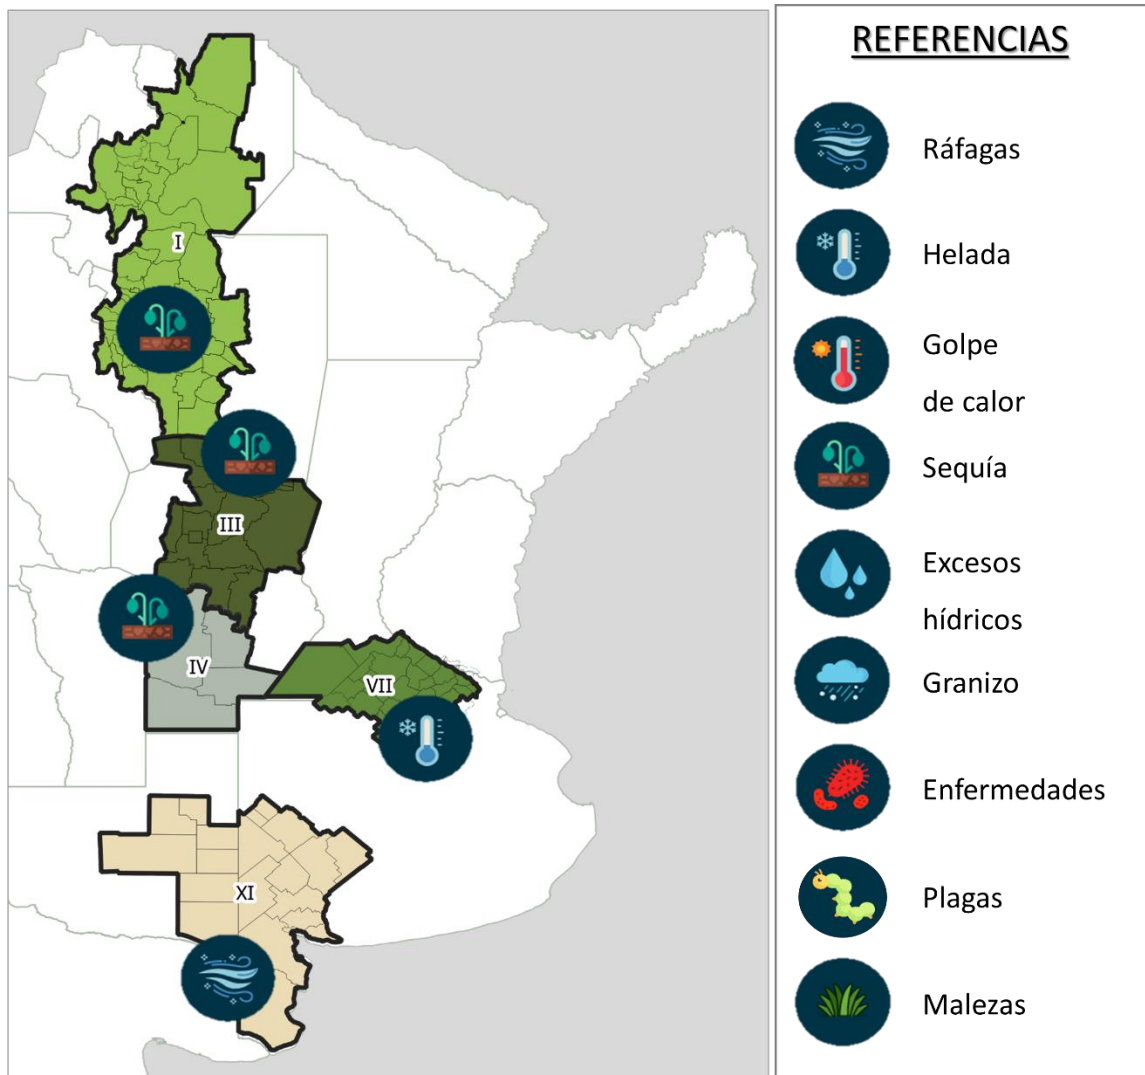 REFERENCIAS
Ráfagas
Helada
Golpe
de calor
Sequía
Excesos
hídricos
Granizo
Enfermedades
Plagas
Malezas
I
III
IV
VII
XI